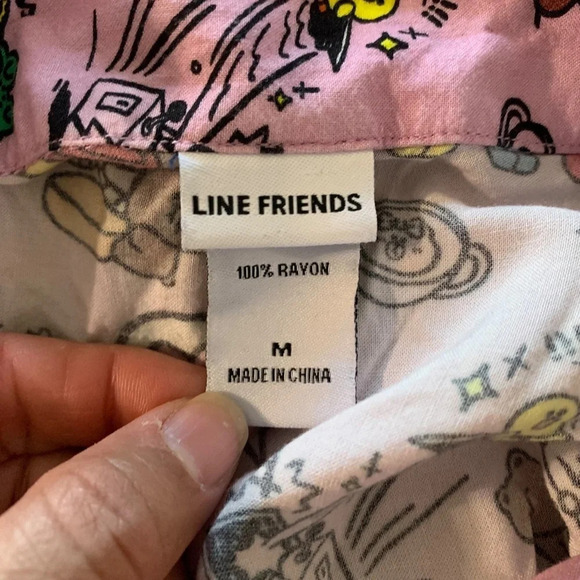 LINE FRIENDS
100% RAYON
M
MADE IN CHINA